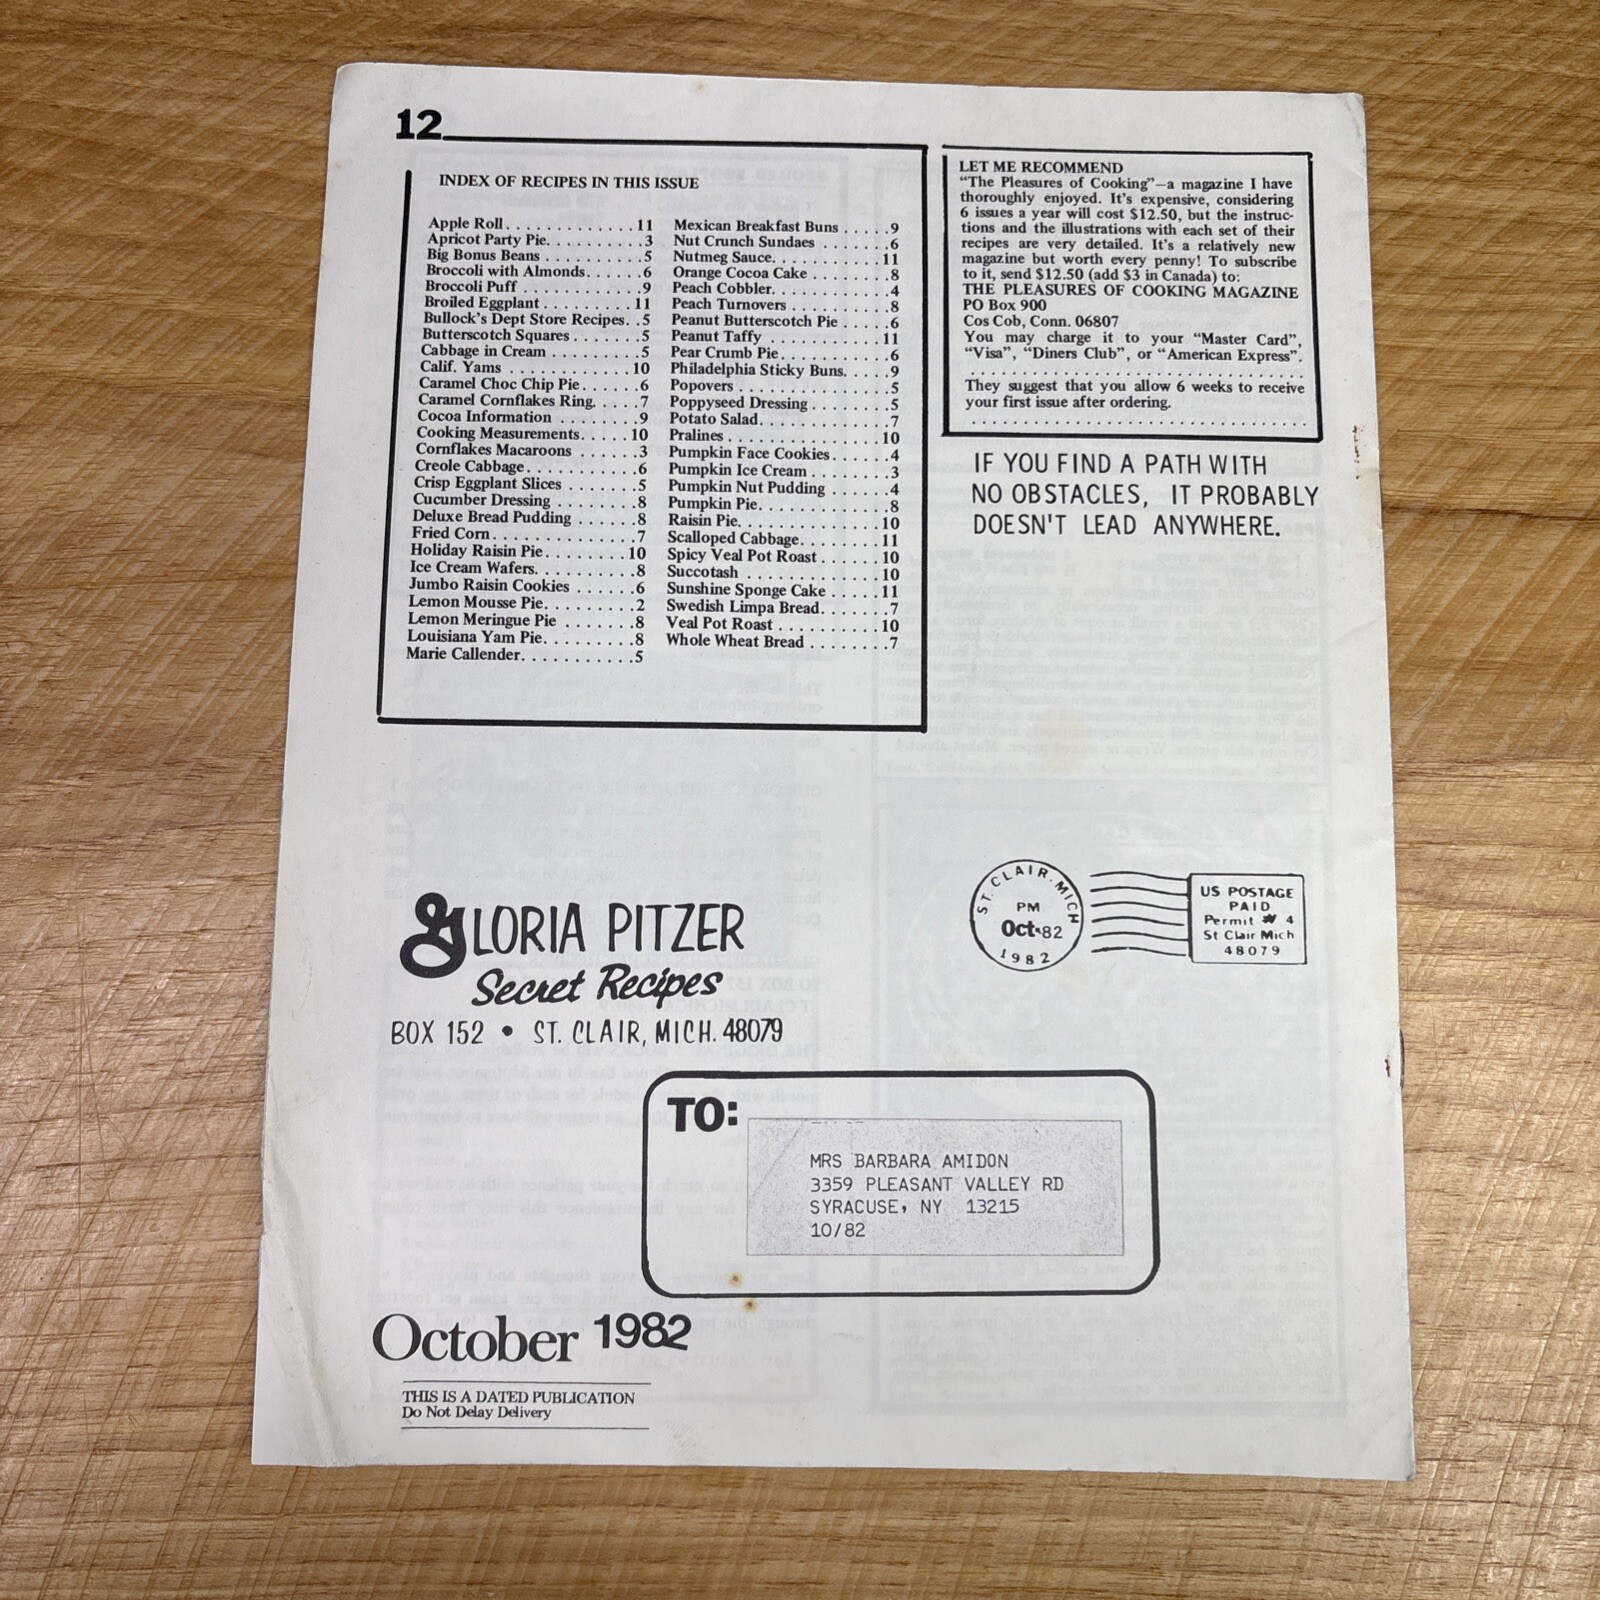 12
INDEX OF RECIPES IN THIS ISSUE
Apple Roll. . . . . . . . . . . . . 11
Apricot Party Pie. . . . . . . . . 3
Big Bonus Beans . . . . . . . . . 5
Broccoli with Almonds. . . . . . 6
Broccoli Puff . . . . . . . . . . . 9
Broiled Eggplant . . . . . . . . . 11
Bullock's Dept Store Recipes. . 5
Butterscotch Squares . . . . . . . 5
Cabbage in Cream . . . . . . . . . 5
Calif. Yams . . . . . . . . . . . 10
Caramel Choc Chip Pie. . . . . . 6
Caramel Cornflakes Ring. . . . . 7
Cocoa Information . . . . . . . . 9
Cooking Measurements. . . . . 10
Cornflakes Macaroons . . . . . . 3
Creole Cabbage. . . . . . . . . . . 6
Crisp Eggplant Slices . . . . . . . 5
Cucumber Dressing . . . . . . . . 8
Deluxe Bread Pudding . . . . . . 8
Fried Corn. . . . . . . . . . . . . . 7
Holiday Raisin Pie. . . . . . . . 10
Ice Cream Wafers. . . . . . . . . . 8
Jumbo Raisin Cookies . . . . . . 6
Lemon Mousse Pie. . . . . . . . . 2
Lemon Meringue Pie . . . . . . . 8
Louisiana Yam Pie. . . . . . . . . 8
Marie Callender. . . . . . . . . . . 5
Mexican Breakfast Buns . . . . . 9
Nut Crunch Sundaes . . . . . . . 6
Nutmeg Sauce. . . . . . . . . . . 11
Orange Cocoa Cake . . . . . . . . 8
Peach Cobbler. . . . . . . . . . . . 4
Peach Turnovers . . . . . . . . . . 8
Peanut Butterscotch Pie . . . . . 6
Peanut Taffy . . . . . . . . . . . 11
Pear Crumb Pie. . . . . . . . . . . 6
Philadelphia Sticky Buns. . . . . 9
Popovers . . . . . . . . . . . . . . 5
Poppyseed Dressing . . . . . . . . 5
Potato Salad. . . . . . . . . . . . . 7
Pralines . . . . . . . . . . . . . . 10
Pumpkin Face Cookies. . . . . . 4
Pumpkin Ice Cream . . . . . . . . 3
Pumpkin Nut Pudding . . . . . . 4
Pumpkin Pie. . . . . . . . . . . . . 8
Raisin Pie. . . . . . . . . . . . . 10
Scalloped Cabbage. . . . . . . . 11
Spicy Veal Pot Roast . . . . . . 10
Succotash . . . . . . . . . . . . . 10
Sunshine Sponge Cake . . . . . 11
Swedish Limpa Bread. . . . . . . 7
Veal Pot Roast . . . . . . . . . . 10
Whole Wheat Bread . . . . . . . . 7
LET ME RECOMMEND
"The Pleasures of Cooking"—a magazine I have
thoroughly enjoyed. It's expensive, considering
6 issues a year will cost $12.50, but the instruc-
tions and the illustrations with each set of their
recipes are very detailed. It's a relatively new
magazine but worth every penny! To subscribe
to it, send $12.50 (add $3 in Canada) to:
THE PLEASURES OF COOKING MAGAZINE
PO Box 900
Cos Cob, Conn. 06807
You may charge it to your "Master Card",
"Visa", "Diners Club", or "American Express".
They suggest that you allow 6 weeks to receive
your first issue after ordering.
IF YOU FIND A PATH WITH
NO OBSTACLES, IT PROBABLY
DOESN'T LEAD ANYWHERE.
GLORIA PITZER
Secret Recipes
BOX 152 • ST. CLAIR, MICH. 48079
ST. CLAIR. MICH
PM
Oct-82
1982
US POSTAGE
PAID
Permit # 4
St Clair Mich
48079
TO:
MRS BARBARA AMIDON
3359 PLEASANT VALLEY RD
SYRACUSE, NY 13215
10/82
October 1982
THIS IS A DATED PUBLICATION
Do Not Delay Delivery